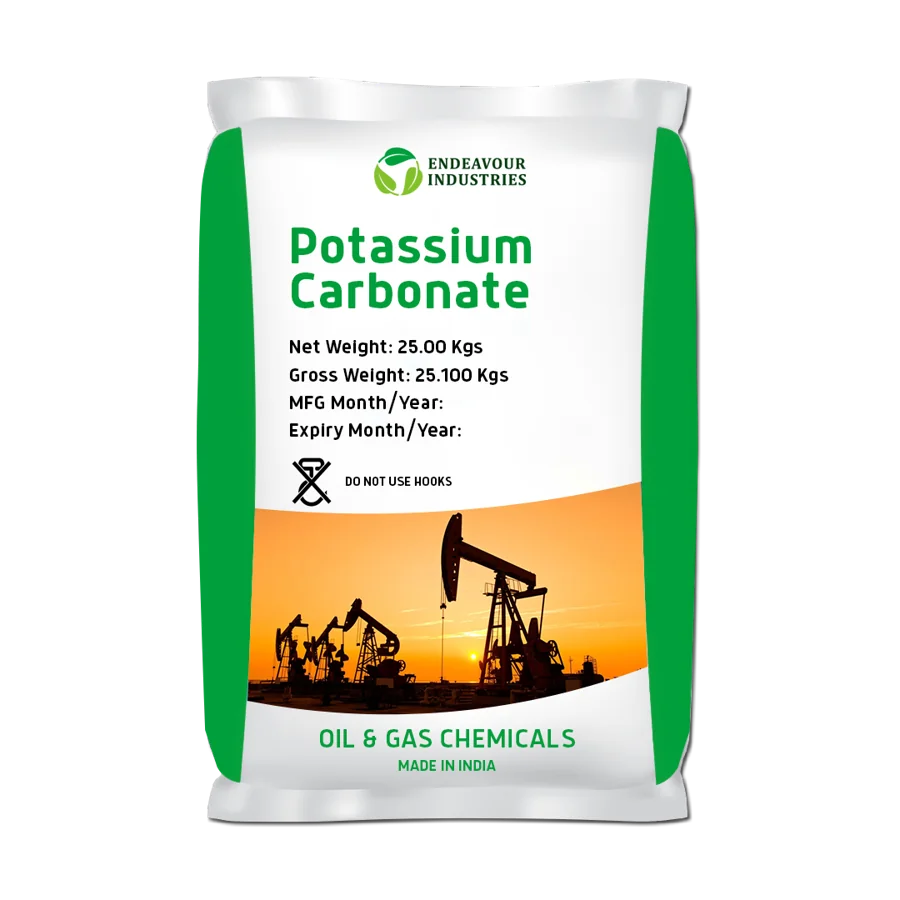 ENDEAVOUR
INDUSTRIES
Potassium
Carbonate
Net Weight: 25.00 Kgs
Gross Weight: 25.100 Kgs
MFG Month/Year:
Expiry Month/Year:
DO NOT USE HOOKS
OIL & GAS CHEMICALS
MADE IN INDIA